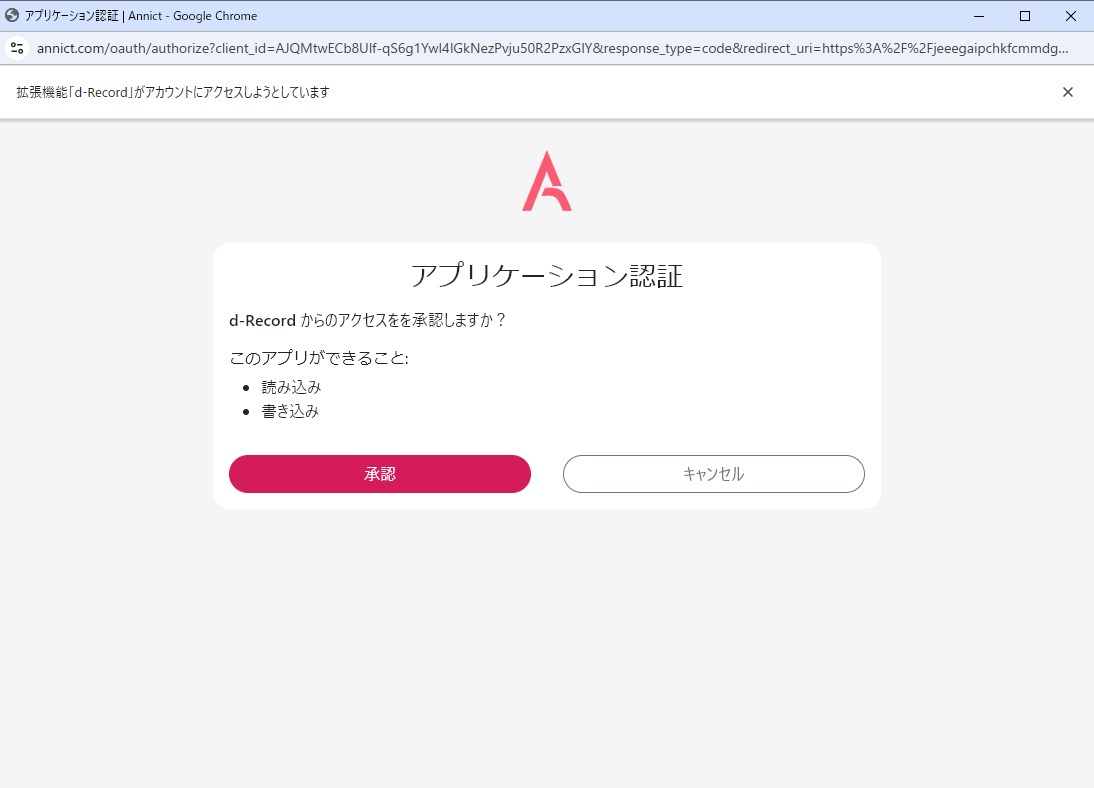 アプリケーション認証 | Annict - Google Chrome
annict.com/oauth/authorize?client_id=AJQMtwECb8UIf-qS6g1YwI4IGkNezPvju50R2PzxGlY&response_type=code&redirect_uri=https%3A%2F%2Fjeeegaipchkfcmmdg...
拡張機能「d-Record」がアカウントにアクセスしようとしています
アプリケーション認証
d-Record からのアクセスをを承認しますか？
このアプリができること:
• 読み込み
• 書き込み
承認
キャンセル